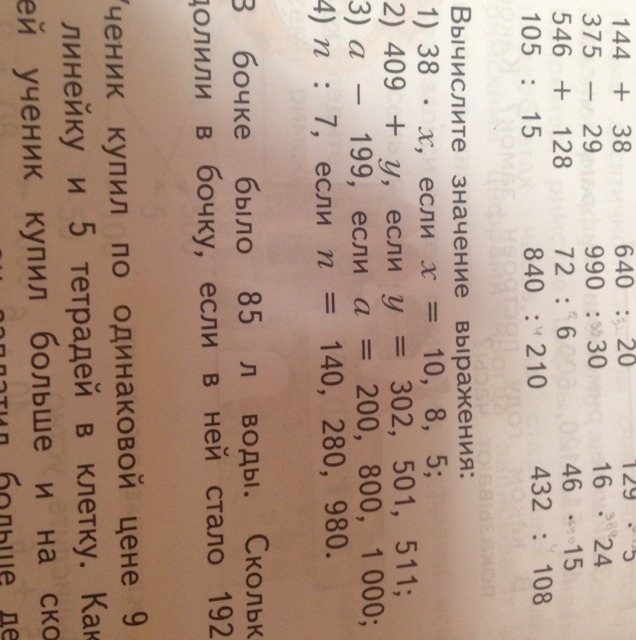 144 + 38 640 : 20 129 · 5
375 − 29 990 : 30 16 · 24
546 + 128 72 : 6 46 · 15
105 : 15 840 : 210 432 : 108
Вычислите значение выражения:
1) 38 · x, если x = 10, 8, 5;
2) 409 + y, если y = 302, 501, 511;
3) a − 199, если a = 200, 800, 1 000;
4) n : 7, если n = 140, 280, 980.
В бочке было 85 л воды. Скольк
долили в бочку, если в ней стало 192
ченик купил по одинаковой цене 9
линейку и 5 тетрадей в клетку. Как
ей ученик купил больше и на ско
больше